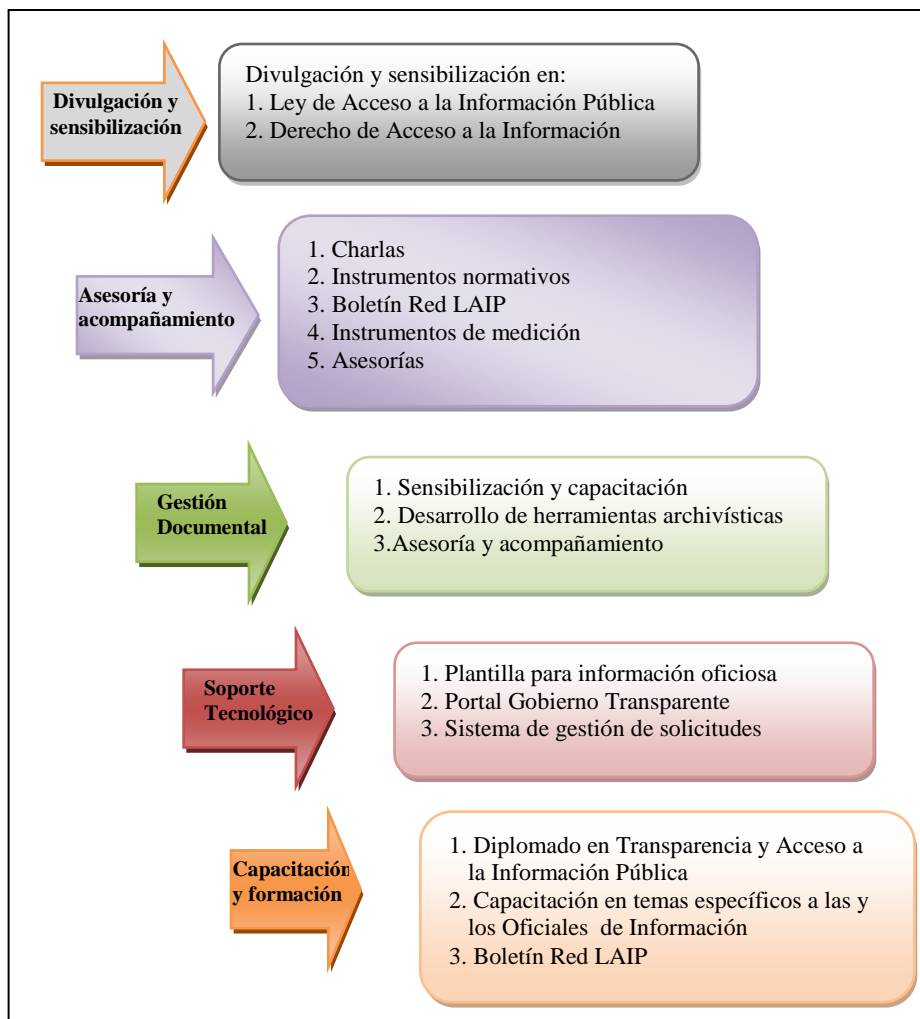 Divulgación y
sensibilización
Divulgación y sensibilización en:
1. Ley de Acceso a la Información Pública
2. Derecho de Acceso a la Información
Asesoría y
acompañamiento
1. Charlas
2. Instrumentos normativos
3. Boletín Red LAIP
4. Instrumentos de medición
5. Asesorías
Gestión
Documental
1. Sensibilización y capacitación
2. Desarrollo de herramientas archivísticas
3.Asesoría y acompañamiento
Soporte
Tecnológico
1. Plantilla para información oficiosa
2. Portal Gobierno Transparente
3. Sistema de gestión de solicitudes
Capacitación
y formación
1. Diplomado en Transparencia y Acceso a
la Información Pública
2. Capacitación en temas específicos a las y
los Oficiales de Información
3. Boletín Red LAIP